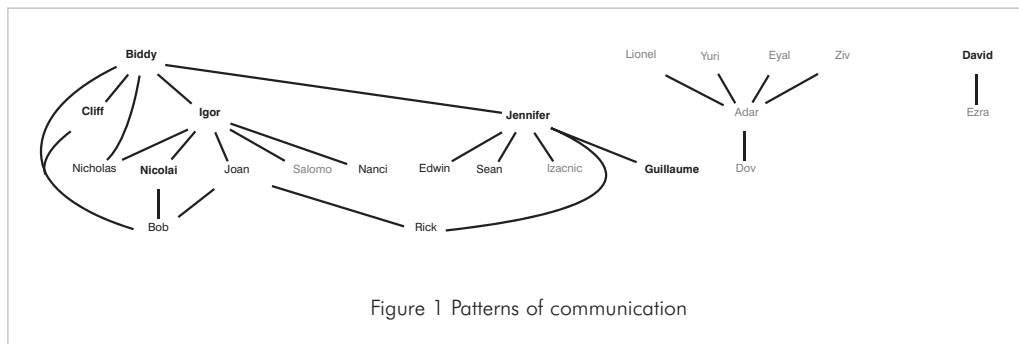 Biddy Lionel Yuri Eyal Ziv David
Cliff Igor Jennifer Adar Ezra
Nicholas Nicolai Joan Salomo Nanci Edwin Sean Izacnic Guillaume Dov
Bob Rick
Figure 1 Patterns of communication